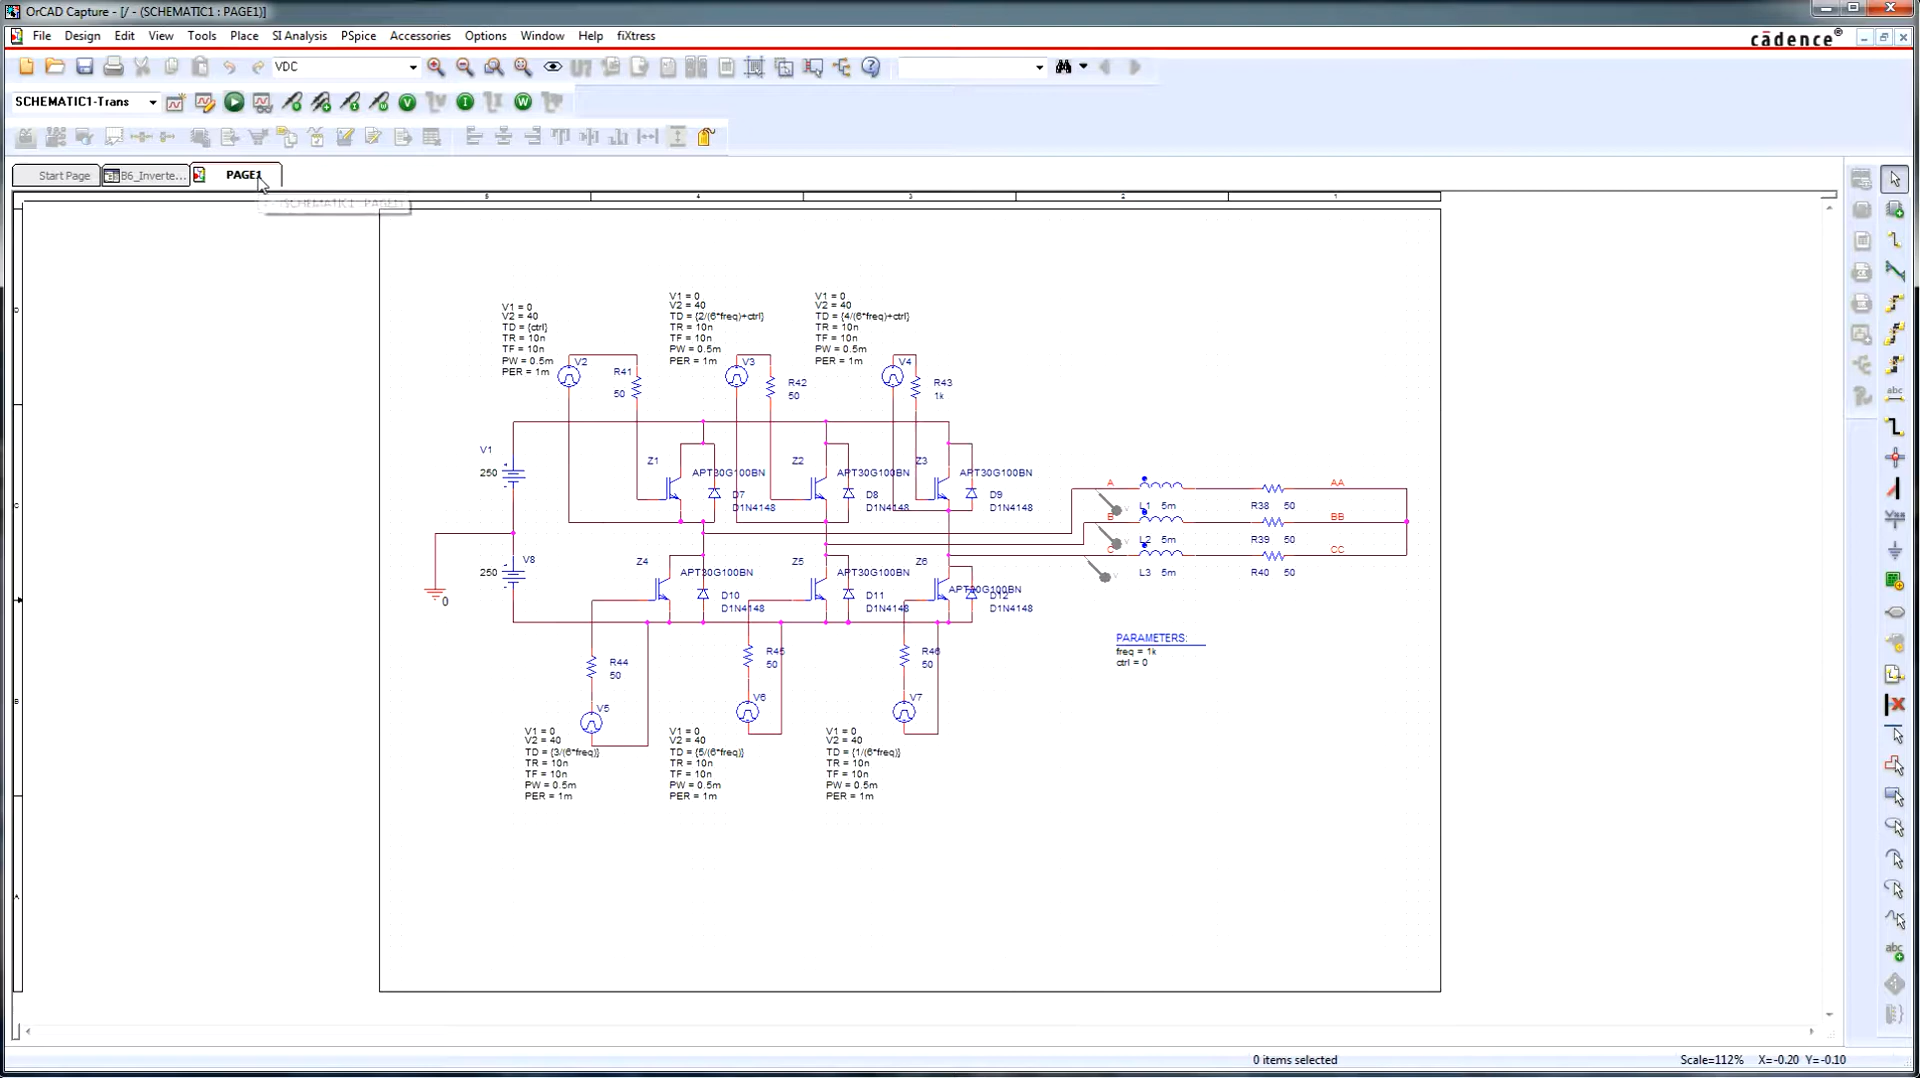 OrCAD Capture - [/ - (SCHEMATIC1 : PAGE1)]
File Design Edit View Tools Place SI Analysis PSpice Accessories Options Window Help fiXtress
cādence®
VDC
SCHEMATIC1-Trans
Start Page
B6_Inverte...
PAGE1
5 4 3 2 1
V1 = 0
V2 = 40
TD = {ctrl}
TR = 10n
TF = 10n
PW = 0.5m
PER = 1m
V1 = 0
V2 = 40
TD = {2/(6*freq)+ctrl}
TR = 10n
TF = 10n
PW = 0.5m
PER = 1m
V1 = 0
V2 = 40
TD = {4/(6*freq)+ctrl}
TR = 10n
TF = 10n
PW = 0.5m
PER = 1m
V2
R41
50
V3
R42
50
V4
R43
1k
V1
250
Z1
APT30G100BN
D7
D1N4148
Z2
APT30G100BN
D8
D1N4148
Z3
APT30G100BN
D9
D1N4148
A
L1 5m
R38 50
AA
B
L2 5m
R39 50
BB
C
L3 5m
R40 50
CC
V8
250
0
Z4
APT30G100BN
D10
D1N4148
Z5
APT30G100BN
D11
D1N4148
Z6
APT30G100BN
D12
D1N4148
PARAMETERS:
freq = 1k
ctrl = 0
R44
50
V5
R45
50
V6
R46
50
V7
V1 = 0
V2 = 40
TD = {3/(6*freq)}
TR = 10n
TF = 10n
PW = 0.5m
PER = 1m
V1 = 0
V2 = 40
TD = {5/(6*freq)}
TR = 10n
TF = 10n
PW = 0.5m
PER = 1m
V1 = 0
V2 = 40
TD = {1/(6*freq)}
TR = 10n
TF = 10n
PW = 0.5m
PER = 1m
0 items selected
Scale=112% X=-0.20 Y=-0.10